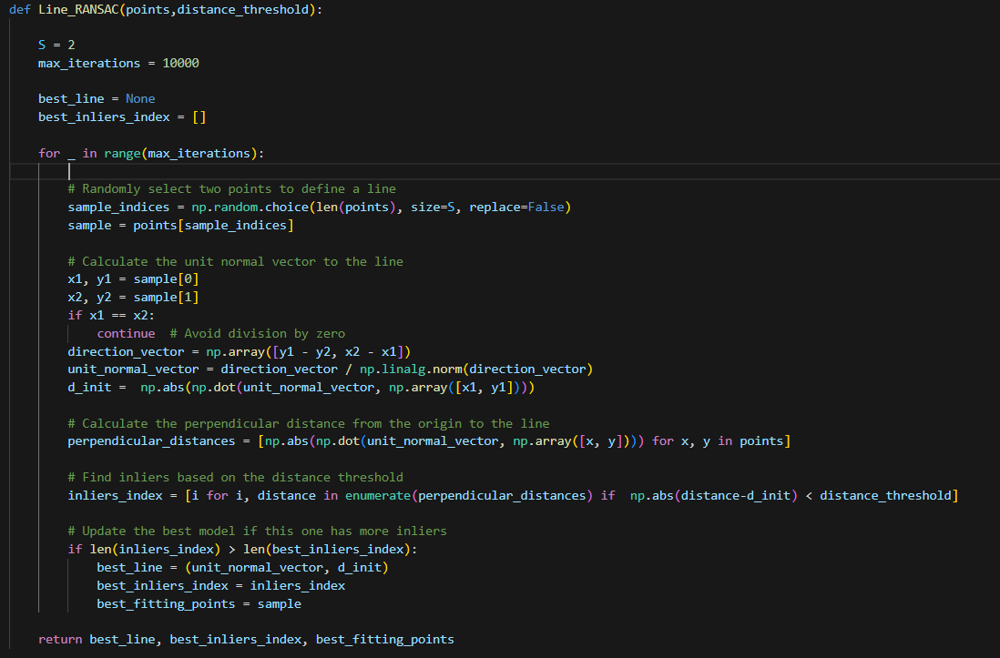 def Line_RANSAC(points,distance_threshold):
S = 2
max_iterations = 10000
best_line = None
best_inliers_index = []
for _ in range(max_iterations):
# Randomly select two points to define a line
sample_indices = np.random.choice(len(points), size=S, replace=False)
sample = points[sample_indices]
# Calculate the unit normal vector to the line
x1, y1 = sample[0]
x2, y2 = sample[1]
if x1 == x2:
continue  # Avoid division by zero
direction_vector = np.array([y1 - y2, x2 - x1])
unit_normal_vector = direction_vector / np.linalg.norm(direction_vector)
d_init =  np.abs(np.dot(unit_normal_vector, np.array([x1, y1])))
# Calculate the perpendicular distance from the origin to the line
perpendicular_distances = [np.abs(np.dot(unit_normal_vector, np.array([x, y]))) for x, y in points]
# Find inliers based on the distance threshold
inliers_index = [i for i, distance in enumerate(perpendicular_distances) if  np.abs(distance-d_init) < distance_threshold]
# Update the best model if this one has more inliers
if len(inliers_index) > len(best_inliers_index):
best_line = (unit_normal_vector, d_init)
best_inliers_index = inliers_index
best_fitting_points = sample
return best_line, best_inliers_index, best_fitting_points